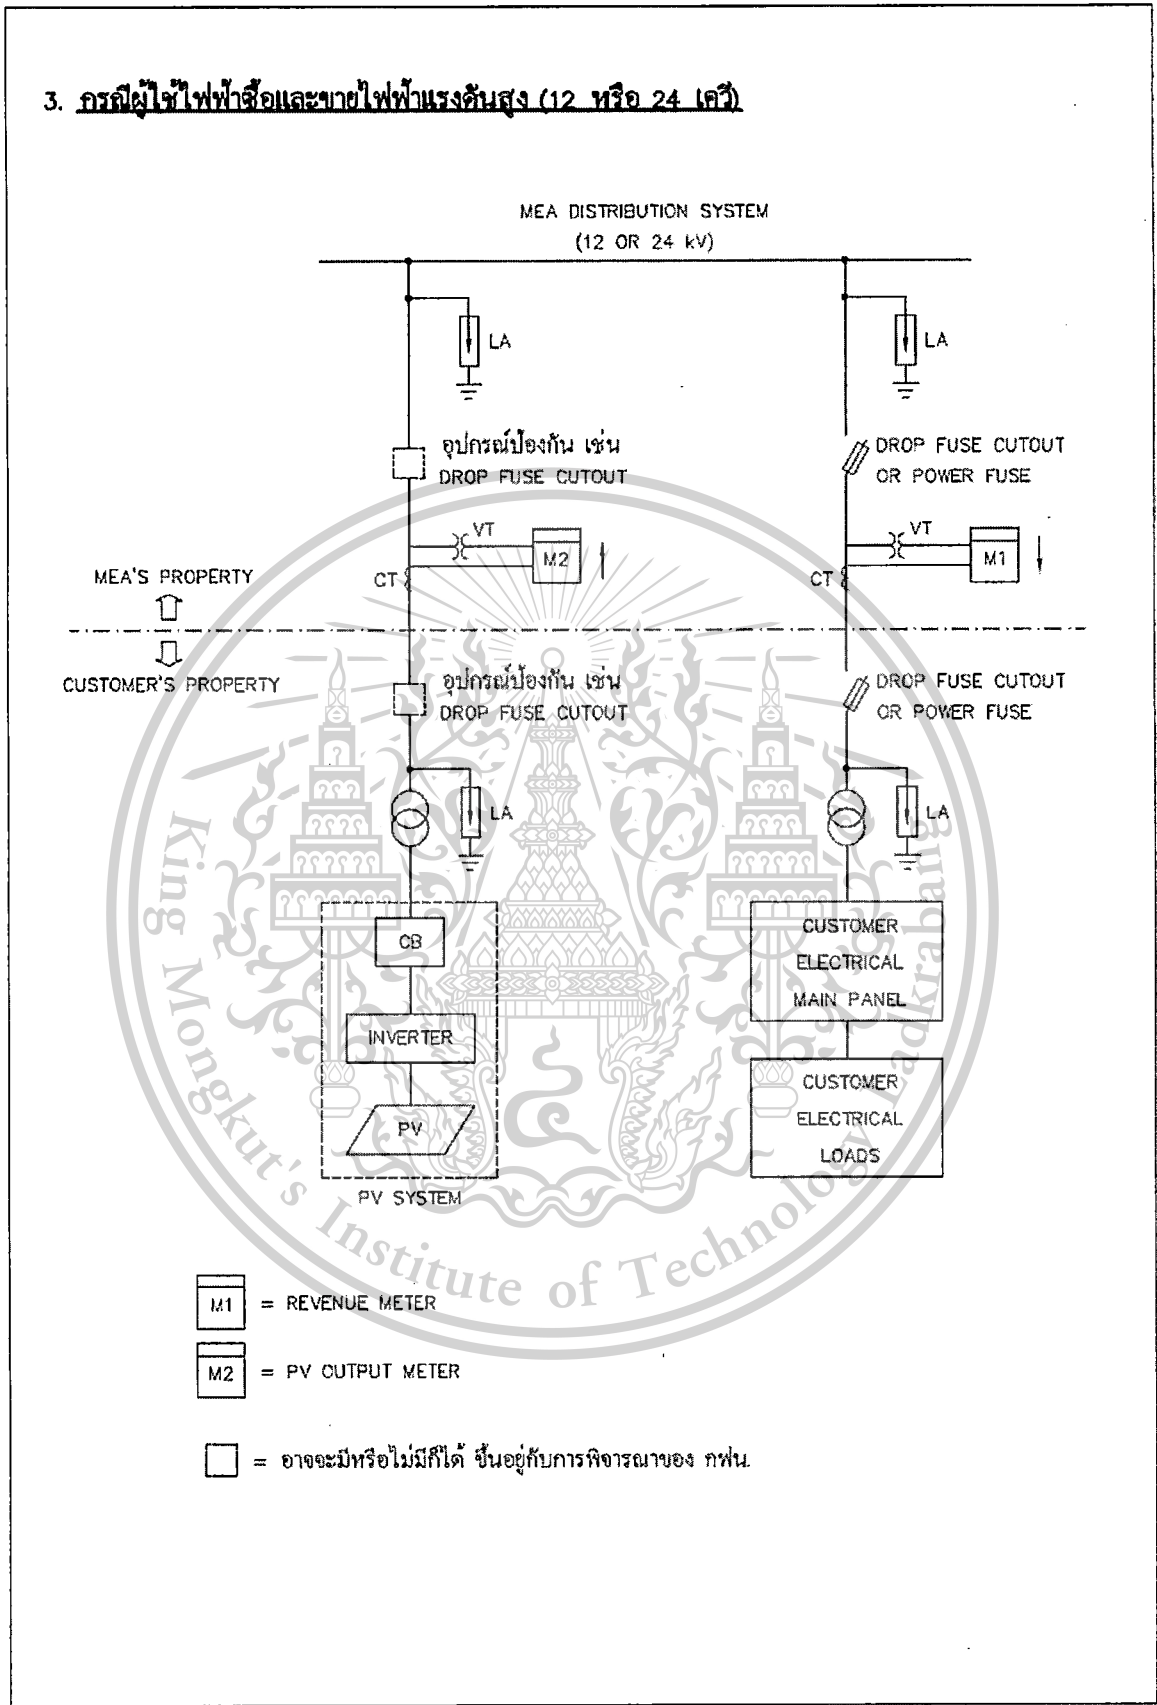 3. กรณีผู้ใช้ไฟฟ้าซื้อและขายไฟฟ้าแรงดันสูง (12 หรือ 24 เควี)
MEA DISTRIBUTION SYSTEM
(12 OR 24 kV)
LA
LA
อุปกรณ์ป้องกัน เช่น
DROP FUSE CUTOUT
DROP FUSE CUTOUT
OR POWER FUSE
VT
M2
CT
VT
M1
CT
MEA'S PROPERTY
CUSTOMER'S PROPERTY
อุปกรณ์ป้องกัน เช่น
DROP FUSE CUTOUT
DROP FUSE CUTOUT
OR POWER FUSE
LA
LA
CB
INVERTER
PV
PV SYSTEM
CUSTOMER
ELECTRICAL
MAIN PANEL
CUSTOMER
ELECTRICAL
LOADS
King Mongkut's Institute of Technology Ladkrabang
M1 = REVENUE METER
M2 = PV OUTPUT METER
= อาจจะมีหรือไม่มีก็ได้ ขึ้นอยู่กับการพิจารณาของ กฟน.